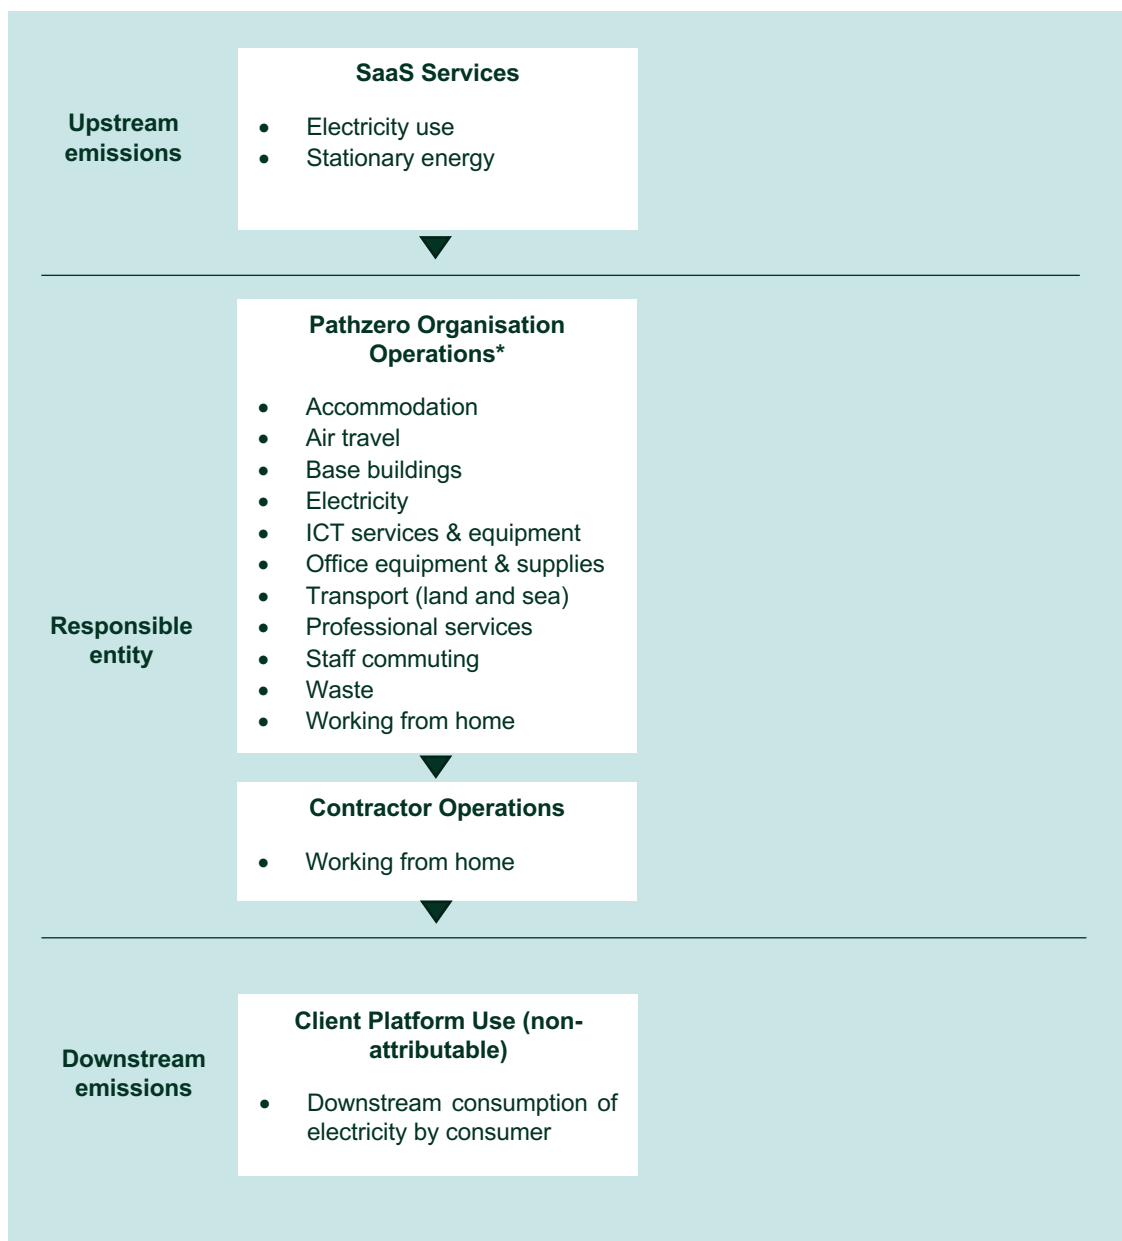 SaaS Services
Upstream
emissions
• Electricity use
• Stationary energy
Pathzero Organisation
Operations*
• Accommodation
• Air travel
• Base buildings
• Electricity
• ICT services & equipment
• Office equipment & supplies
• Transport (land and sea)
Responsible
entity
• Professional services
• Staff commuting
• Waste
• Working from home
Contractor Operations
• Working from home
Client Platform Use (non-
attributable)
Downstream
emissions
• Downstream consumption of
electricity by consumer